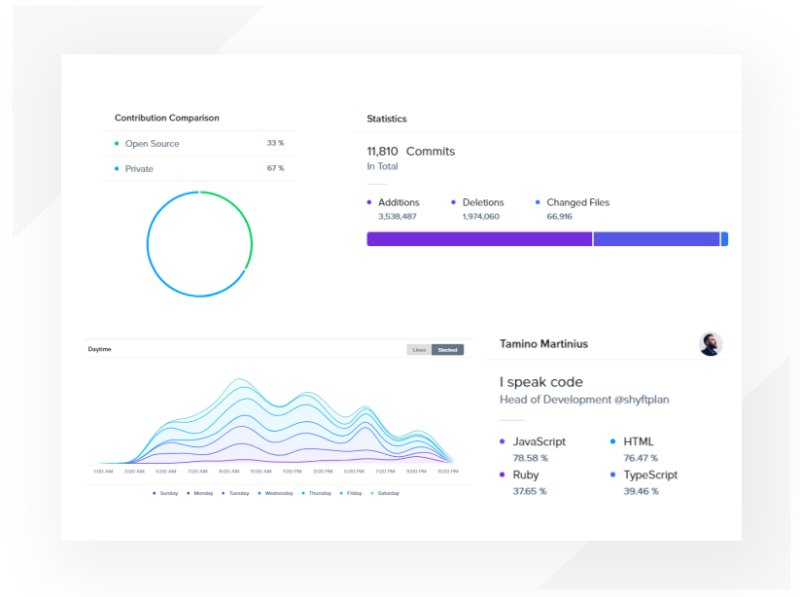 Contribution Comparison
Open Source 33 %
Private 67 %
Statistics
11,810 Commits
In Total
Additions Deletions Changed Files
3,538,487 1,974,060 66,916
Daytime Lines Stacked
1:00 AM 3:00 AM 5:00 AM 7:00 AM 9:00 AM 11:00 AM 1:00 PM 3:00 PM 5:00 PM 7:00 PM 9:00 PM 11:00 PM
Sunday Monday Tuesday Wednesday Thursday Friday Saturday
Tamino Martinius
I speak code
Head of Development @shyftplan
JavaScript HTML
78.58 % 76.47 %
Ruby TypeScript
37.65 % 39.46 %